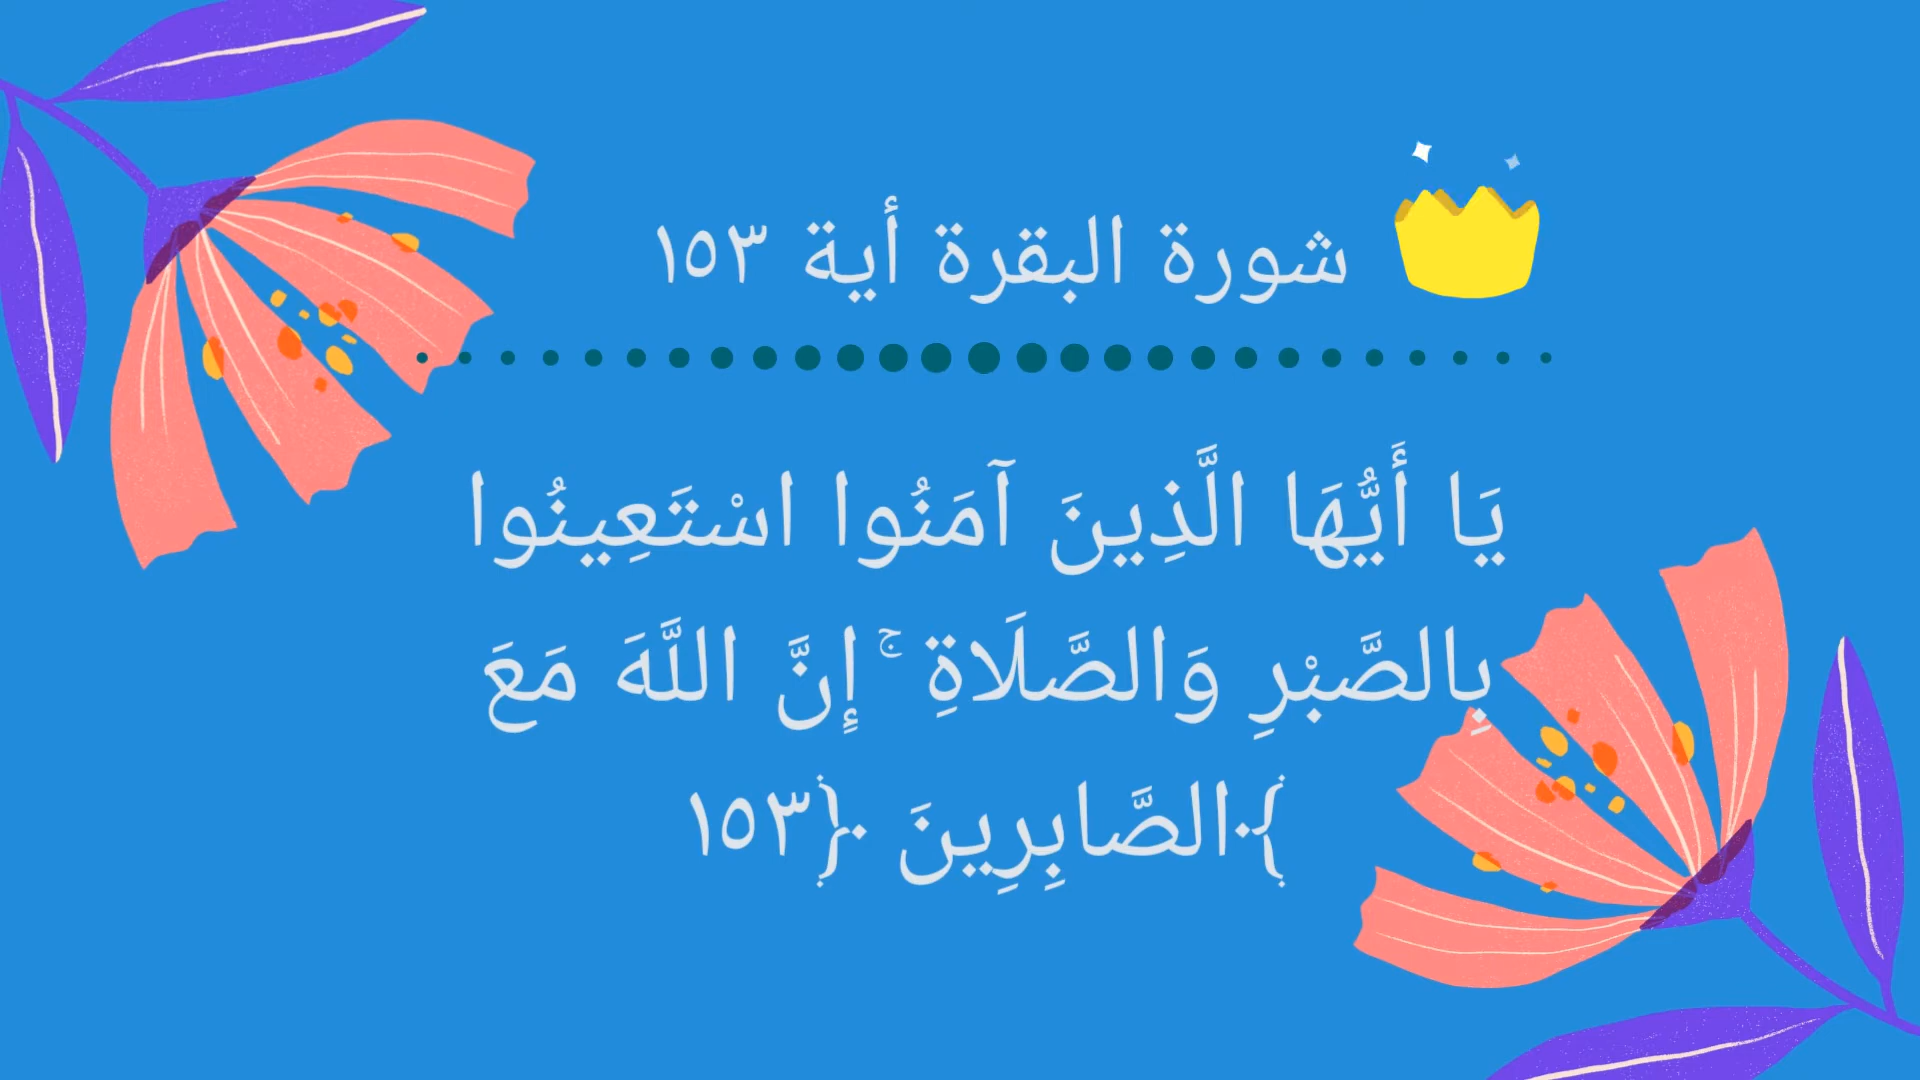 شورة البقرة أية ١٥٣
يَا أَيُّهَا الَّذِينَ آمَنُوا اسْتَعِينُوا
بِالصَّبْرِ وَالصَّلَاةِ ۚ إِنَّ اللَّهَ مَعَ
﴿الصَّابِرِينَ ﴾١٥٣